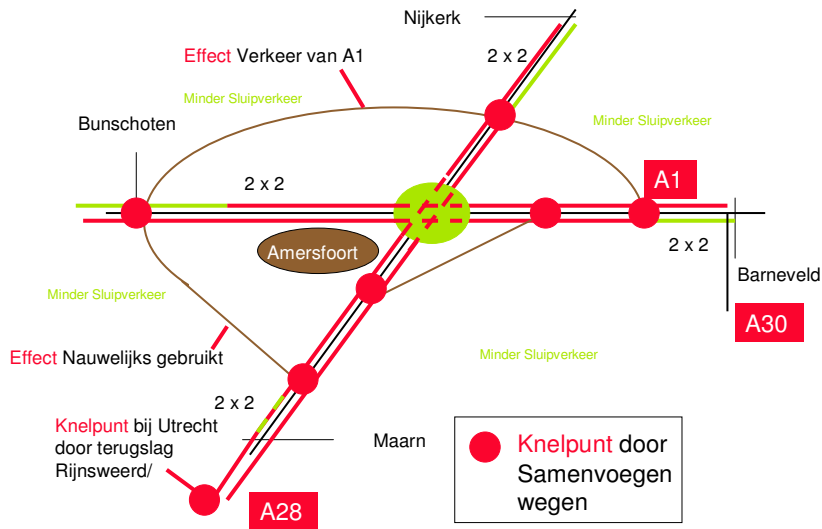 Nijkerk
Effect Verkeer van A1
2 x 2
Minder Sluipverkeer
Bunschoten
Minder Sluipverkeer
A1
2 x 2
Amersfoort
2 x 2
Barneveld
Minder Sluipverkeer
A30
Effect Nauwelijks gebruikt
Minder Sluipverkeer
2 x 2
Knelpunt bij Utrecht
door terugslag
Rijnsweerd/
Maarn
Knelpunt door
Samenvoegen
wegen
A28